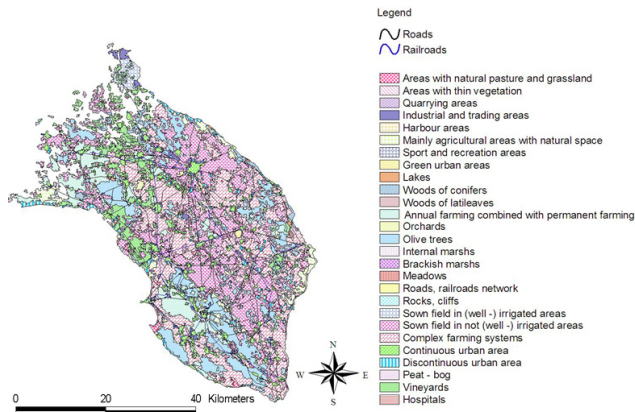 Legend
Roads
Railroads
Areas with natural pasture and grassland
Areas with thin vegetation
Quarrying areas
Industrial and trading areas
Harbour areas
Mainly agricultural areas with natural space
Sport and recreation areas
Green urban areas
Lakes
Woods of conifers
Woods of latileaves
Annual farming combined with permanent farming
Orchards
Olive trees
Internal marshs
Brackish marshs
Meadows
Roads, railroads network
Rocks, cliffs
Sown field in (well -) irrigated areas
Sown field in not (well -) irrigated areas
Complex farming systems
Continuous urban area
Discontinuous urban area
Peat - bog
Vineyards
Hospitals
N
W E
S
20 0 20 40 Kilometers